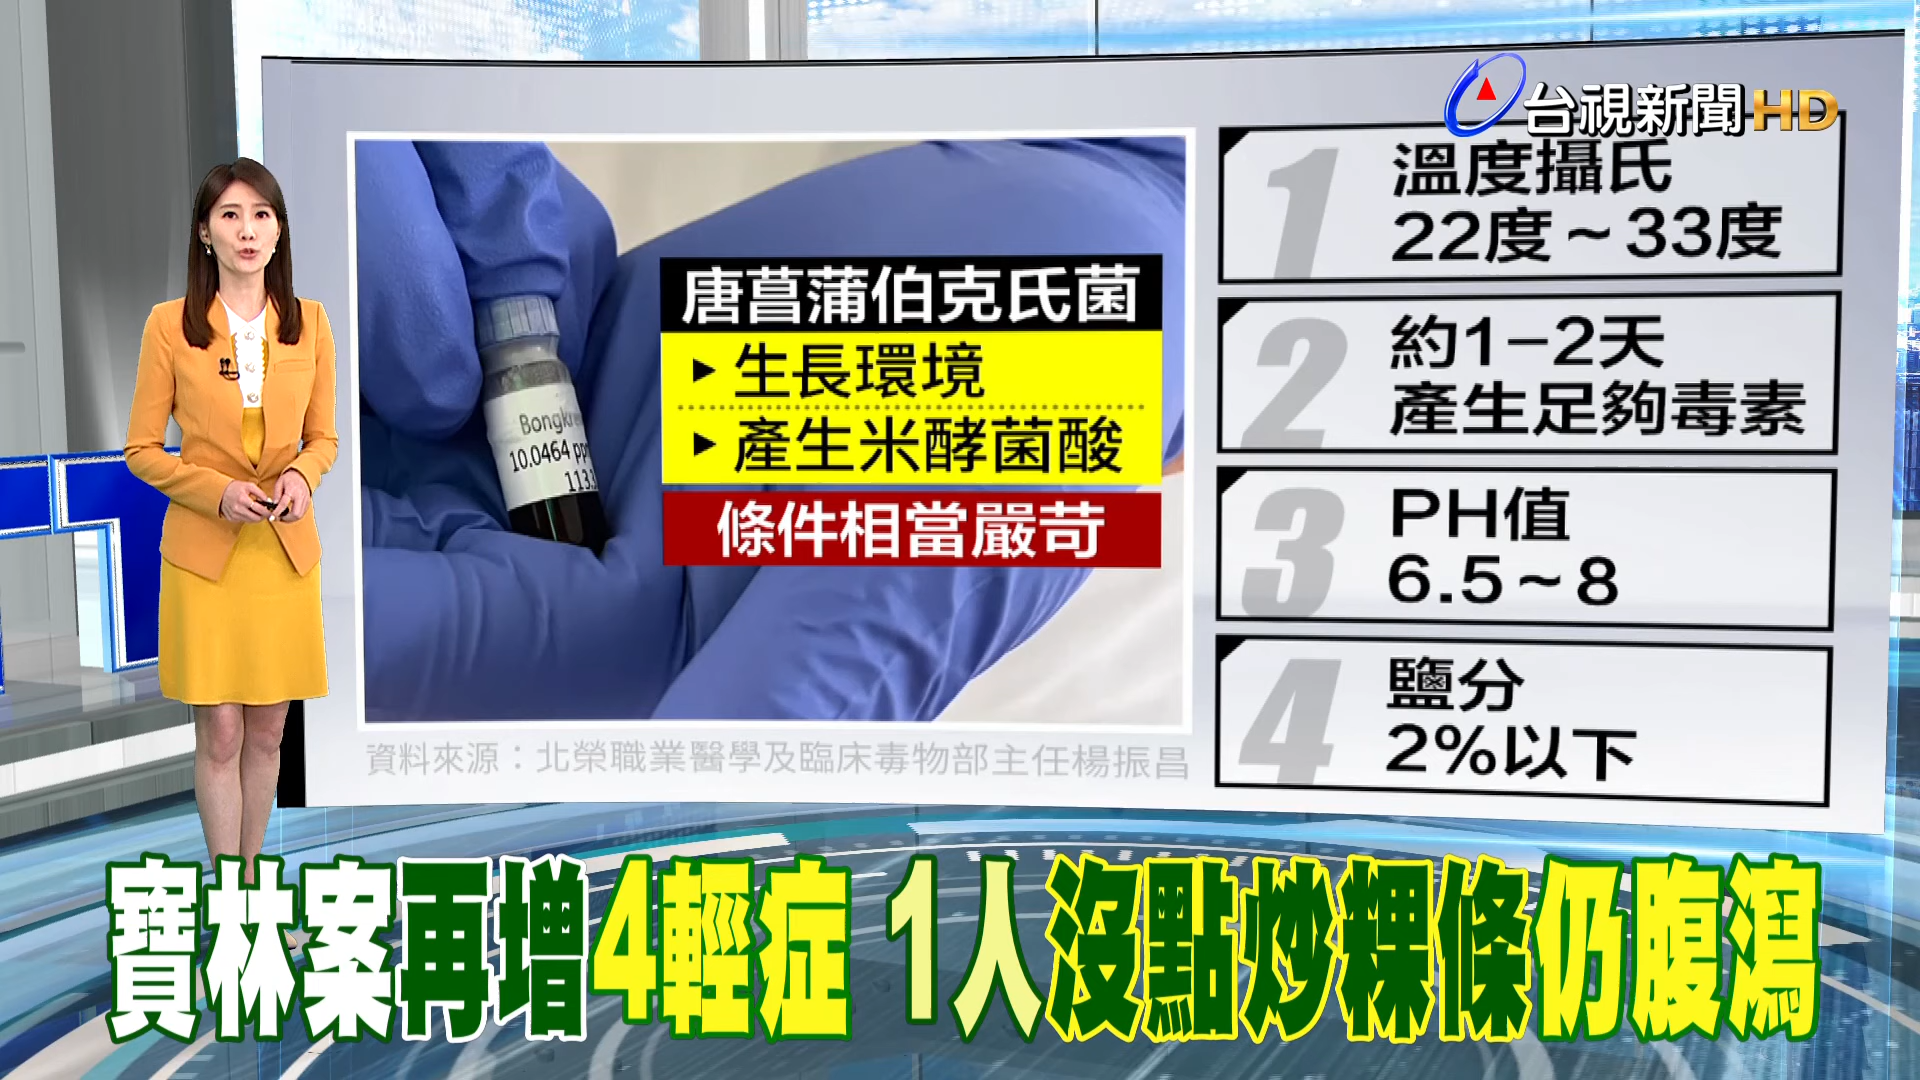 台視新聞HD
唐菖蒲伯克氏菌
▶生長環境
▶產生米酵菌酸
條件相當嚴苛
Bongkre
10.0464 pp
113.
資料來源：北榮職業醫學及臨床毒物部主任楊振昌
1 溫度攝氏
22度~33度
2 約1-2天
產生足夠毒素
3 PH值
6.5~8
4 鹽分
2%以下
寶林案再增4輕症 1人沒點炒粿條仍腹瀉